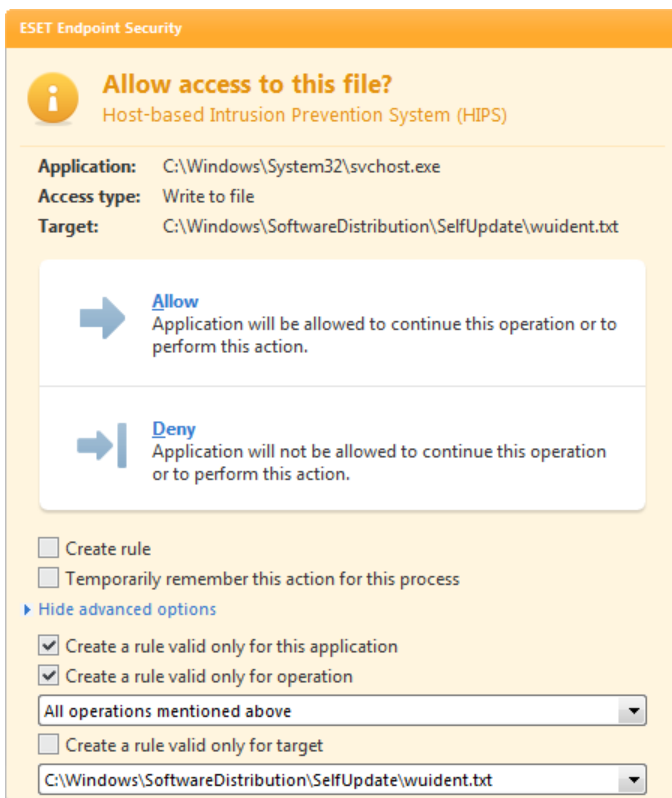 ESET Endpoint Security
Allow access to this file?
Host-based Intrusion Prevention System (HIPS)
Application: C:\Windows\System32\svchost.exe
Access type: Write to file
Target: C:\Windows\SoftwareDistribution\SelfUpdate\wuident.txt
Allow
Application will be allowed to continue this operation or to
perform this action.
Deny
Application will not be allowed to continue this operation
or to perform this action.
Create rule
Temporarily remember this action for this process
Hide advanced options
Create a rule valid only for this application
Create a rule valid only for operation
All operations mentioned above
Create a rule valid only for target
C:\Windows\SoftwareDistribution\SelfUpdate\wuident.txt